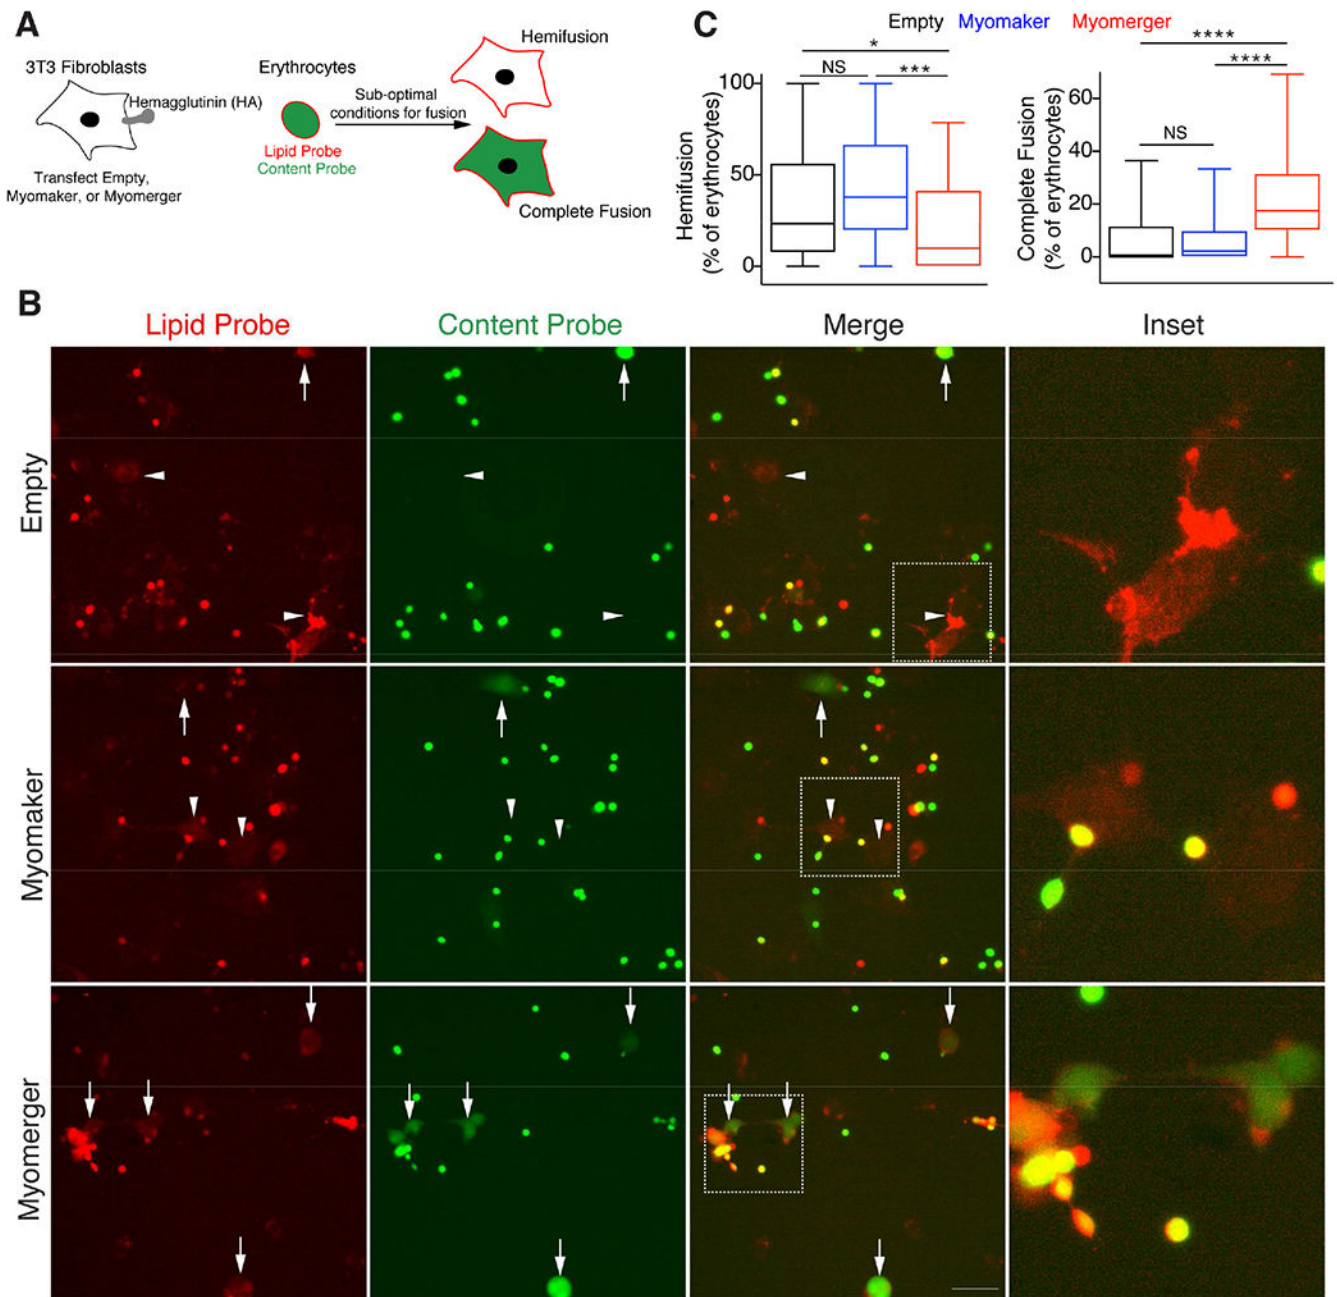 A
3T3 Fibroblasts
Hemagglutinin (HA)
Transfect Empty,
Myomaker, or Myomerger
Erythrocytes
Lipid Probe
Content Probe
Sub-optimal
conditions for fusion
Hemifusion
Complete Fusion
C
Empty Myomaker Myomerger
Hemifusion
(% of erythrocytes)
100
50
0
*
NS
***
Complete Fusion
(% of erythrocytes)
60
40
20
0
****
****
NS
B
Lipid Probe
Content Probe
Merge
Inset
Empty
Myomaker
Myomerger